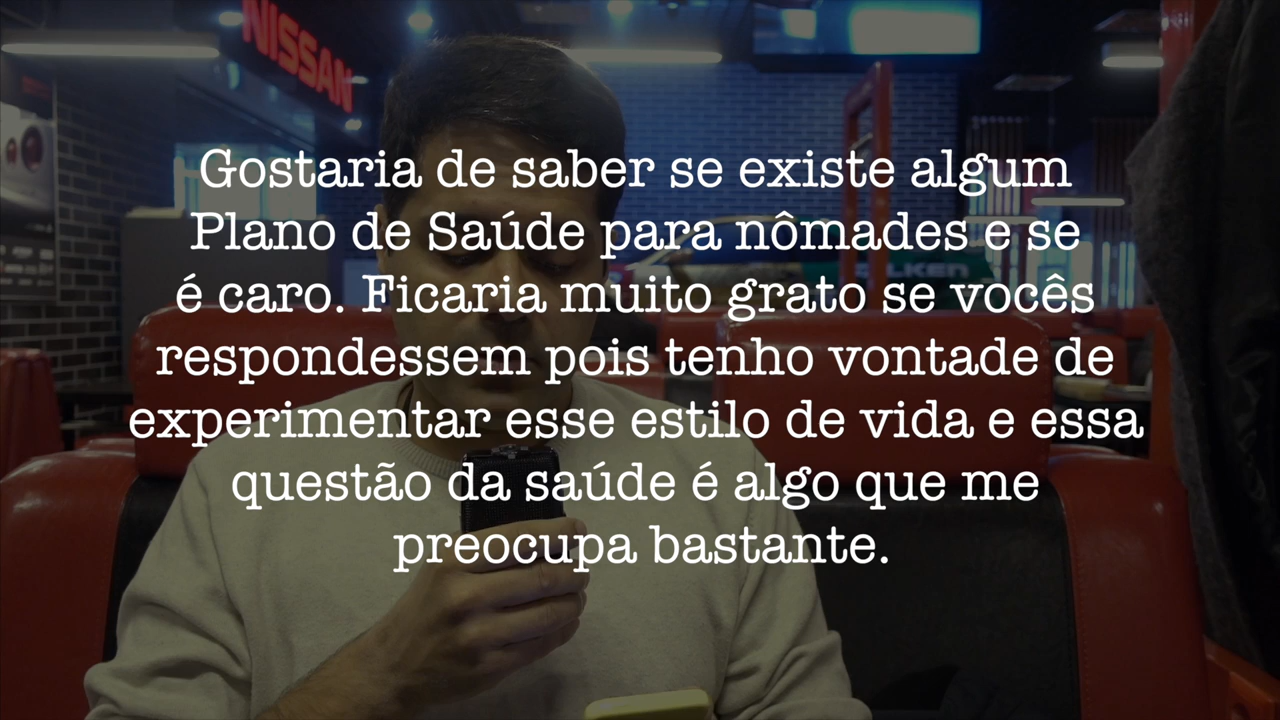 NISSAN
Gostaria de saber se existe algum
Plano de Saúde para nômades e se
é caro. Ficaria muito grato se vocês
respondessem pois tenho vontade de
experimentar esse estilo de vida e essa
questão da saúde é algo que me
preocupa bastante.